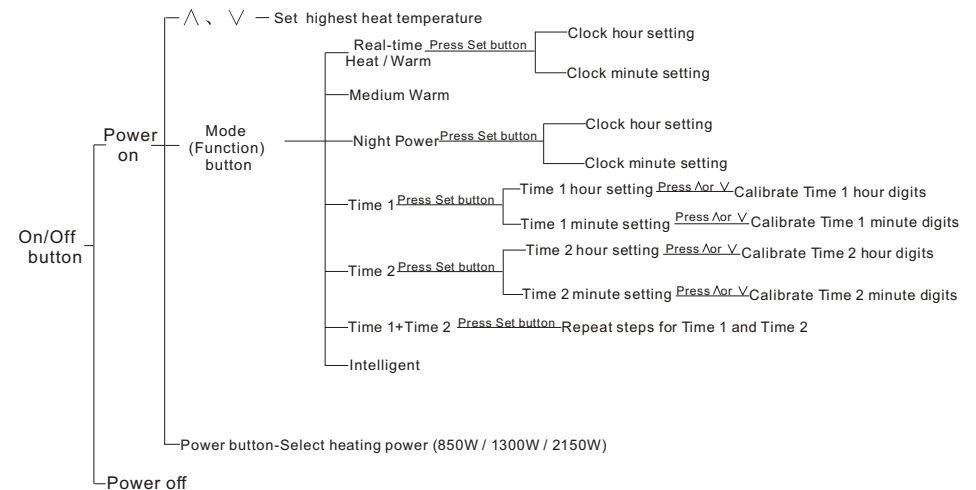 ∧ 、 ∨ — Set highest heat temperature
Real-time Press Set button Clock hour setting
Heat / Warm
Clock minute setting
Medium Warm
Mode
(Function)
button
Power
on
Night Power Press Set button Clock hour setting
Clock minute setting
Time 1 Press Set button Time 1 hour setting Press ∧or ∨ Calibrate Time 1 hour digits
Time 1 minute setting Press ∧or ∨ Calibrate Time 1 minute digits
On/Off
button
Time 2 Press Set button Time 2 hour setting Press ∧or ∨ Calibrate Time 2 hour digits
Time 2 minute setting Press ∧or ∨ Calibrate Time 2 minute digits
Time 1+Time 2 Press Set button Repeat steps for Time 1 and Time 2
Intelligent
Power button-Select heating power (850W / 1300W / 2150W)
Power off